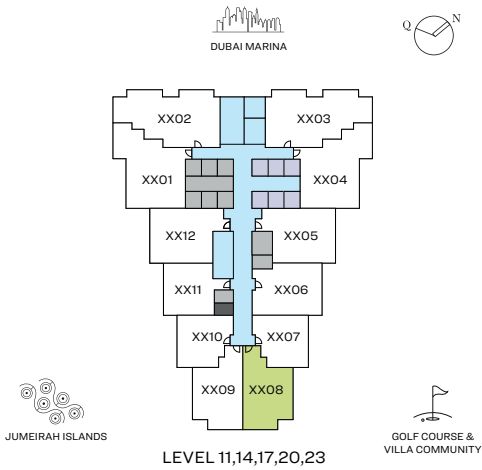 DUBAI MARINA
Q N
XX02 XX03
XX01 XX04
XX12 XX05
XX11 XX06
XX10 XX07
XX09 XX08
JUMEIRAH ISLANDS
GOLF COURSE &
VILLA COMMUNITY
LEVEL 11,14,17,20,23